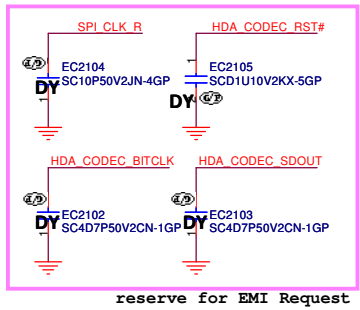 SPI_CLK_R
HDA_CODEC_RST#
EC2104
SC10P50V2JN-4GP
DY
1
1
EC2105
SCD1U10V2KX-5GP
DY
HDA_CODEC_BITCLK
HDA_CODEC_SDOUT
EC2102
SC4D7P50V2CN-1GP
DY
1
EC2103
SC4D7P50V2CN-1GP
DY
1
reserve for EMI Request